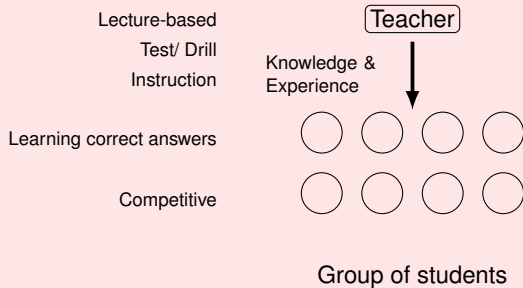 Lecture-based
Teacher
Test/ Drill
Knowledge &
Experience
Instruction
Learning correct answers
Competitive
Group of students